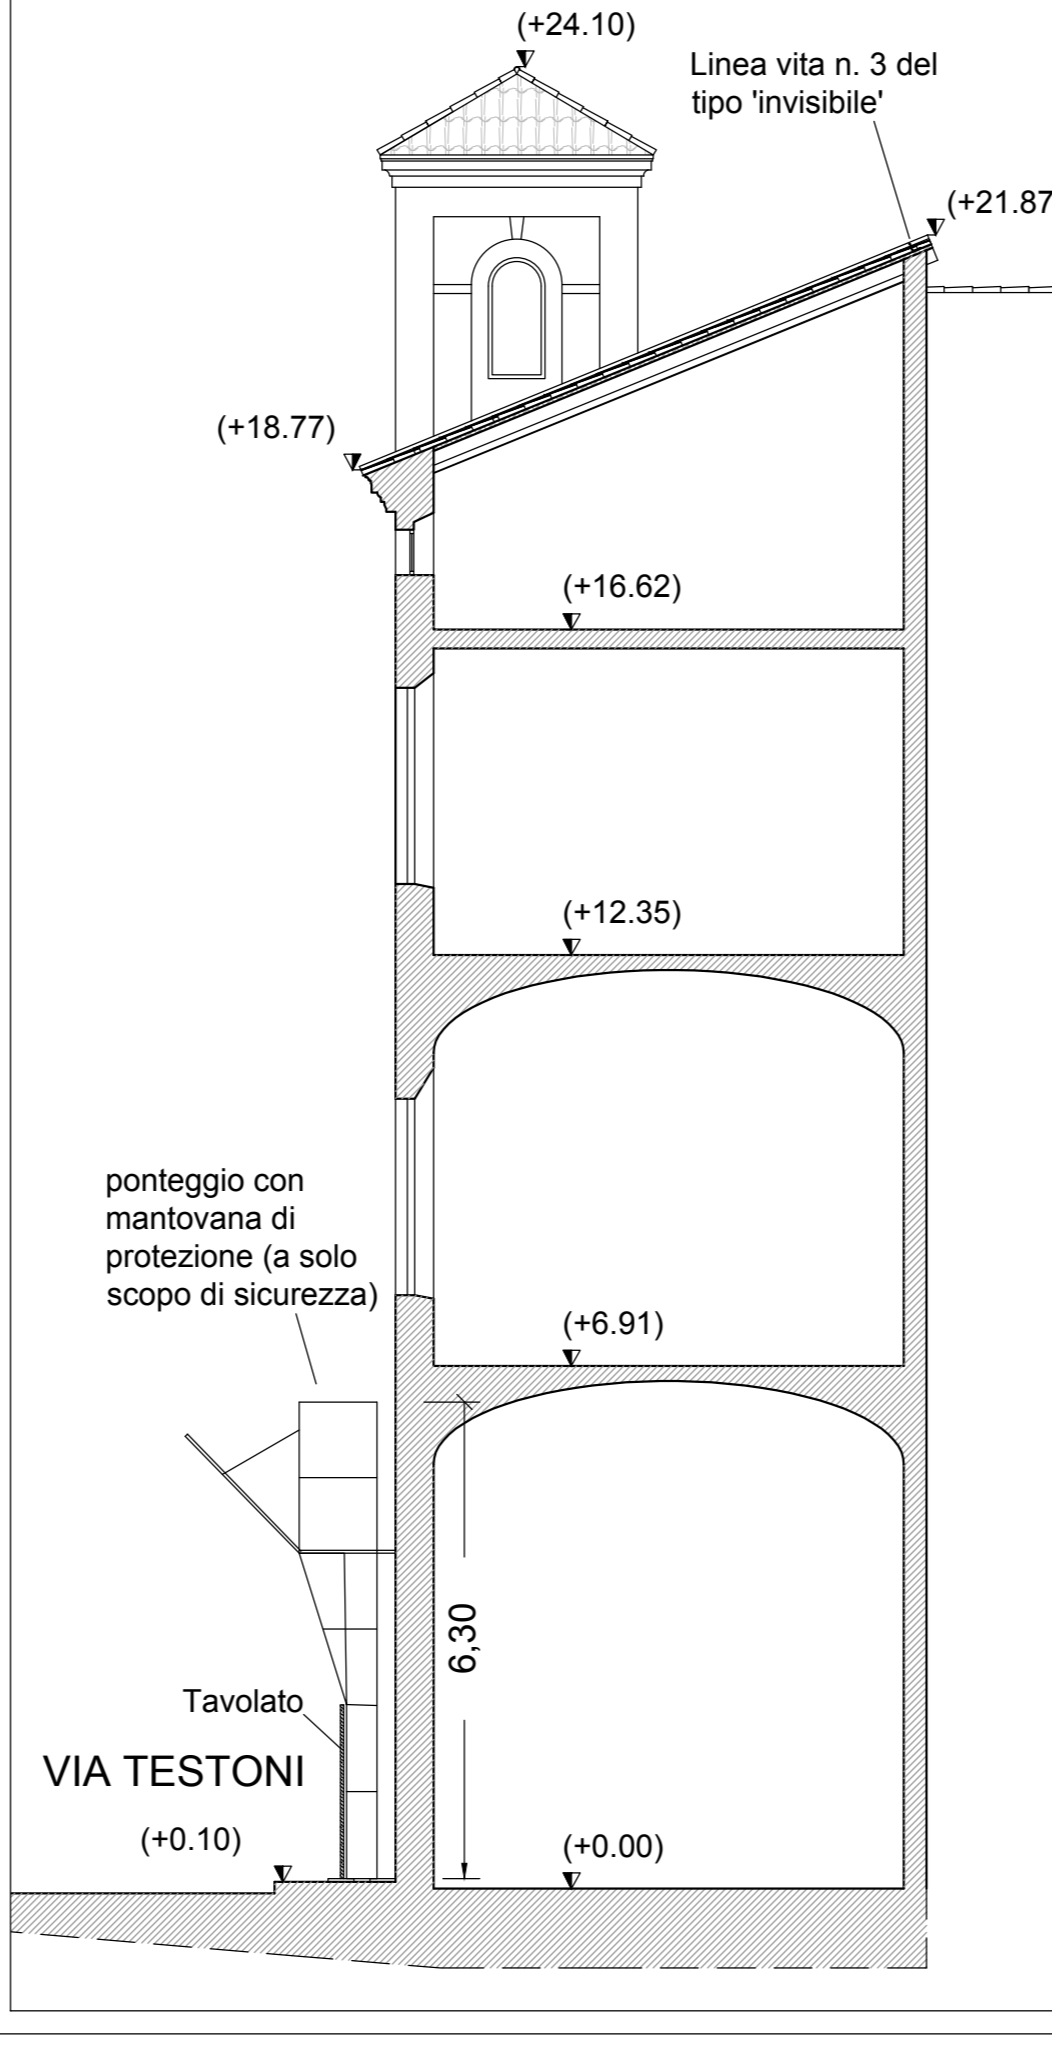 (+24.10)
Linea vita n. 3 del
tipo 'invisibile'
(+21.87
(+18.77)
(+16.62)
(+12.35)
ponteggio con
mantovana di
protezione (a solo
scopo di sicurezza)
(+6.91)
6,30
Tavolato
VIA TESTONI
(+0.10)
(+0.00)